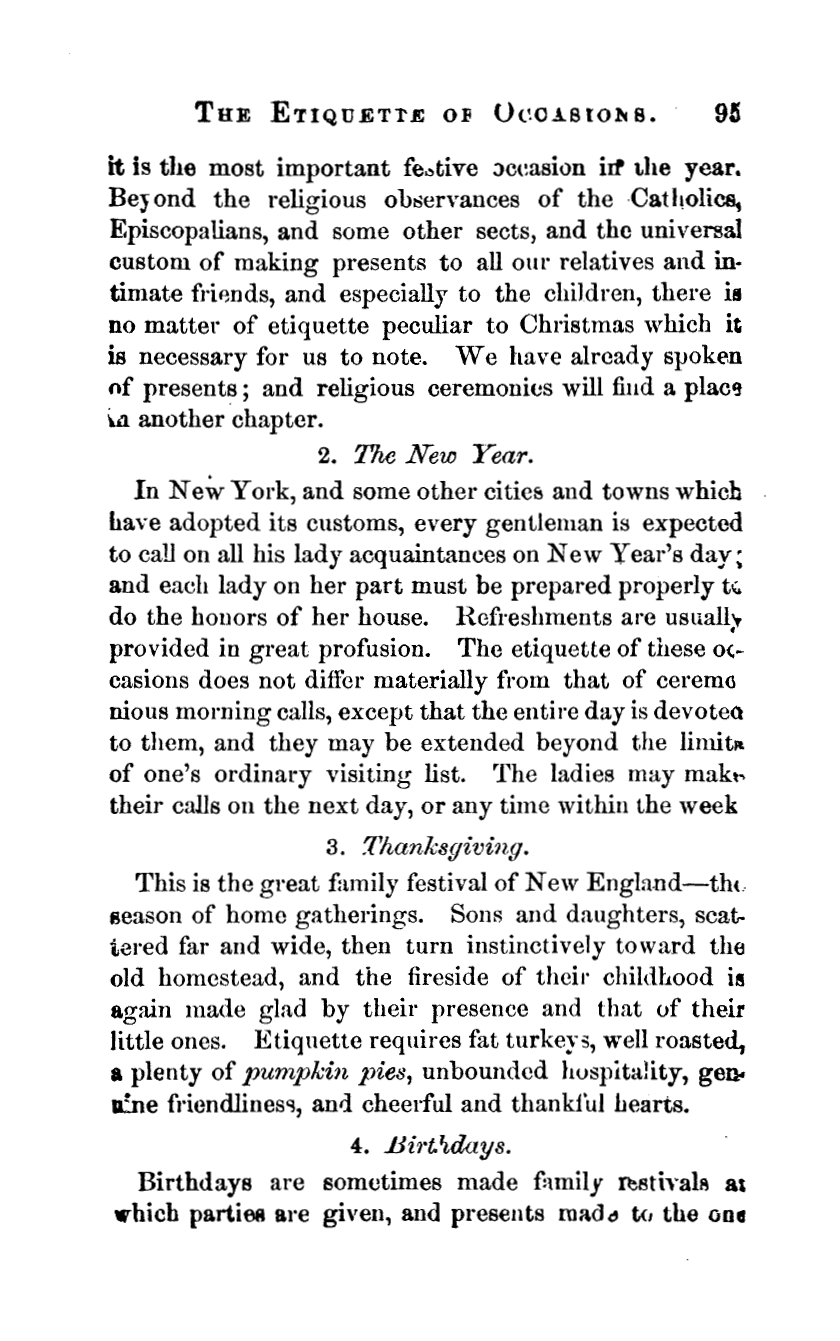 THE ETIQUETTE OF OCCASIONS. 95
it is the most important festive occasion in the year.
Beyond the religious observances of the Catholics,
Episcopalians, and some other sects, and the universal
custom of making presents to all our relatives and in-
timate friends, and especially to the children, there is
no matter of etiquette peculiar to Christmas which it
is necessary for us to note. We have already spoken
of presents; and religious ceremonies will find a place
in another chapter.
2. The New Year.
In New York, and some other cities and towns which
have adopted its customs, every gentleman is expected
to call on all his lady acquaintances on New Year's day;
and each lady on her part must be prepared properly to
do the honors of her house. Refreshments are usually
provided in great profusion. The etiquette of these oc-
casions does not differ materially from that of ceremo
nious morning calls, except that the entire day is devoted
to them, and they may be extended beyond the limits
of one's ordinary visiting list. The ladies may make
their calls on the next day, or any time within the week
3. Thanksgiving.
This is the great family festival of New England—the
season of home gatherings. Sons and daughters, scat-
tered far and wide, then turn instinctively toward the
old homestead, and the fireside of their childhood is
again made glad by their presence and that of their
little ones. Etiquette requires fat turkeys, well roasted,
a plenty of pumpkin pies, unbounded hospitality, gen-
uine friendliness, and cheerful and thankful hearts.
4. Birthdays.
Birthdays are sometimes made family festivals at
which parties are given, and presents made to the one